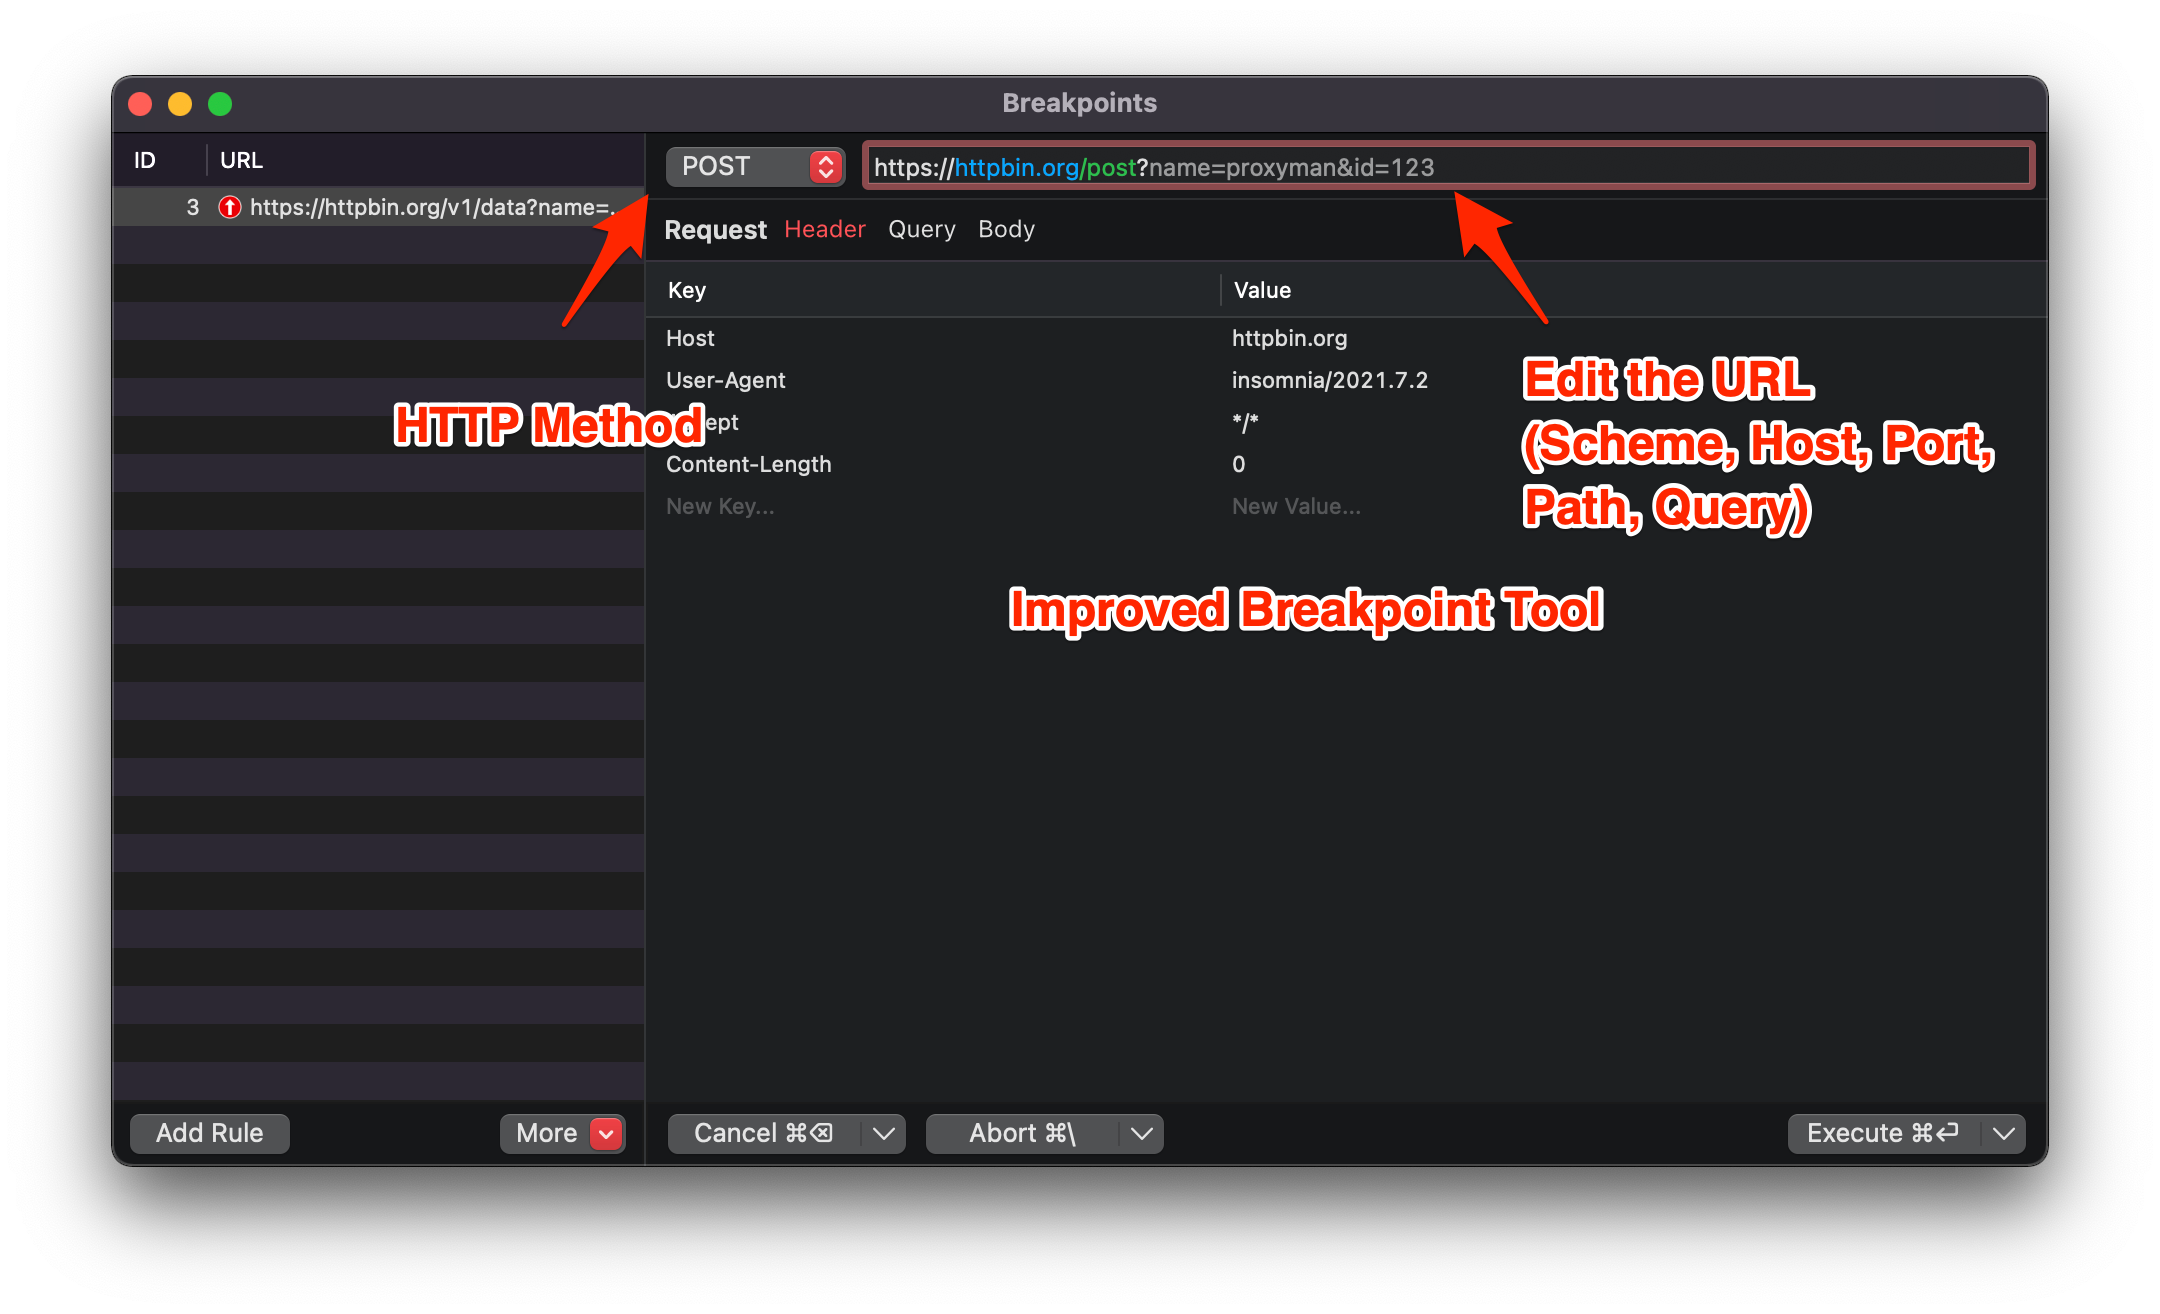 Breakpoints
ID URL
3 https://httpbin.org/v1/data?name=...
POST https://httpbin.org/post?name=proxyman&id=123
Request Header Query Body
Key Value
Host httpbin.org
User-Agent insomnia/2021.7.2
ept */*
Content-Length 0
New Key... New Value...
HTTP Method
Edit the URL
(Scheme, Host, Port,
Path, Query)
Improved Breakpoint Tool
Add Rule More Cancel ⌘⌫ Abort ⌘\ Execute ⌘↩